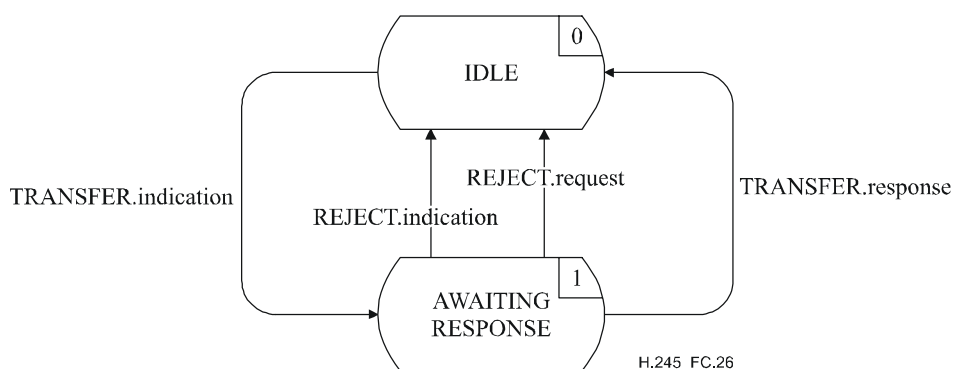 0
IDLE
TRANSFER.indication
REJECT.request
TRANSFER.response
REJECT.indication
1
AWAITING
RESPONSE
H.245 FC.26